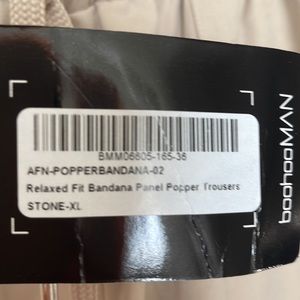 BMM06605-165-36
AFN-POPPERBANDANA-02
Relaxed Fit Bandana Panel Popper Trousers
STONE-XL
boohooMAN